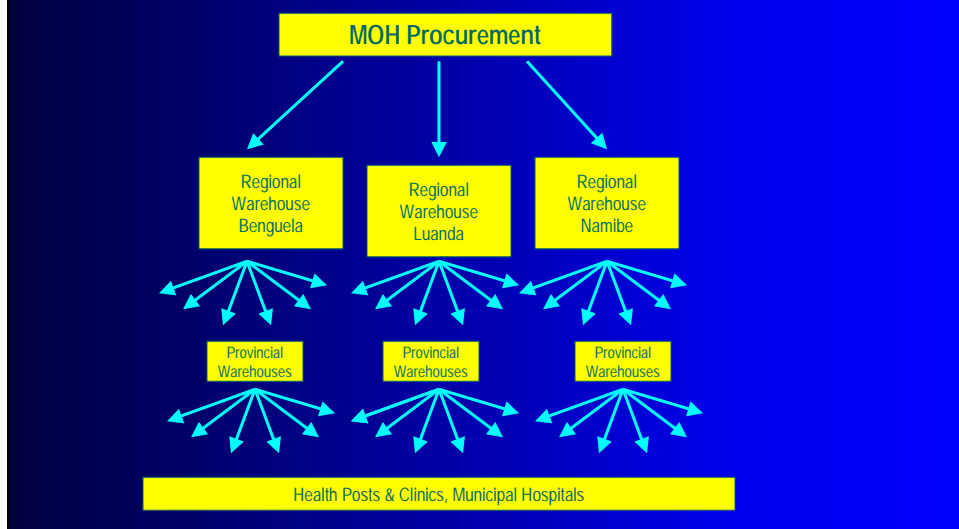 MOH Procurement
Regional
Warehouse
Benguela
Regional
Warehouse
Luanda
Regional
Warehouse
Namibe
Provincial
Warehouses
Provincial
Warehouses
Provincial
Warehouses
Health Posts & Clinics, Municipal Hospitals